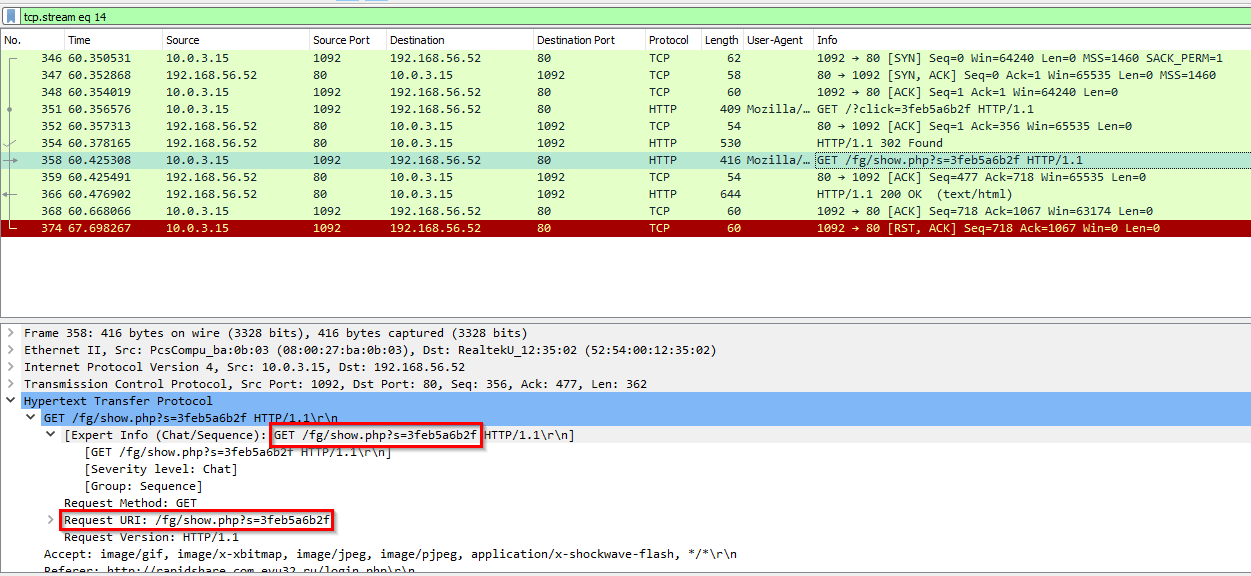 tcp.stream eq 14
No. Time Source Source Port Destination Destination Port Protocol Length User-Agent Info
346 60.350531 10.0.3.15 1092 192.168.56.52 80 TCP 62 1092 → 80 [SYN] Seq=0 Win=64240 Len=0 MSS=1460 SACK_PERM=1
347 60.352868 192.168.56.52 80 10.0.3.15 1092 TCP 58 80 → 1092 [SYN, ACK] Seq=0 Ack=1 Win=65535 Len=0 MSS=1460
348 60.354019 10.0.3.15 1092 192.168.56.52 80 TCP 60 1092 → 80 [ACK] Seq=1 Ack=1 Win=64240 Len=0
351 60.356576 10.0.3.15 1092 192.168.56.52 80 HTTP 409 Mozilla/… GET /?click=3feb5a6b2f HTTP/1.1
352 60.357313 192.168.56.52 80 10.0.3.15 1092 TCP 54 80 → 1092 [ACK] Seq=1 Ack=356 Win=65535 Len=0
354 60.378165 192.168.56.52 80 10.0.3.15 1092 HTTP 530 HTTP/1.1 302 Found
358 60.425308 10.0.3.15 1092 192.168.56.52 80 HTTP 416 Mozilla/… GET /fg/show.php?s=3feb5a6b2f HTTP/1.1
359 60.425491 192.168.56.52 80 10.0.3.15 1092 TCP 54 80 → 1092 [ACK] Seq=477 Ack=718 Win=65535 Len=0
366 60.476902 192.168.56.52 80 10.0.3.15 1092 HTTP 644 HTTP/1.1 200 OK  (text/html)
368 60.668066 10.0.3.15 1092 192.168.56.52 80 TCP 60 1092 → 80 [ACK] Seq=718 Ack=1067 Win=63174 Len=0
374 67.698267 10.0.3.15 1092 192.168.56.52 80 TCP 60 1092 → 80 [RST, ACK] Seq=718 Ack=1067 Win=0 Len=0
Frame 358: 416 bytes on wire (3328 bits), 416 bytes captured (3328 bits)
Ethernet II, Src: PcsCompu_ba:0b:03 (08:00:27:ba:0b:03), Dst: RealtekU_12:35:02 (52:54:00:12:35:02)
Internet Protocol Version 4, Src: 10.0.3.15, Dst: 192.168.56.52
Transmission Control Protocol, Src Port: 1092, Dst Port: 80, Seq: 356, Ack: 477, Len: 362
Hypertext Transfer Protocol
GET /fg/show.php?s=3feb5a6b2f HTTP/1.1\r\n
[Expert Info (Chat/Sequence): GET /fg/show.php?s=3feb5a6b2f HTTP/1.1\r\n]
[GET /fg/show.php?s=3feb5a6b2f HTTP/1.1\r\n]
[Severity level: Chat]
[Group: Sequence]
Request Method: GET
Request URI: /fg/show.php?s=3feb5a6b2f
Request Version: HTTP/1.1
Accept: image/gif, image/x-xbitmap, image/jpeg, image/pjpeg, application/x-shockwave-flash, */*\r\n
Referer: http://rapidshare.com.eyu32.ru/login.php\r\n